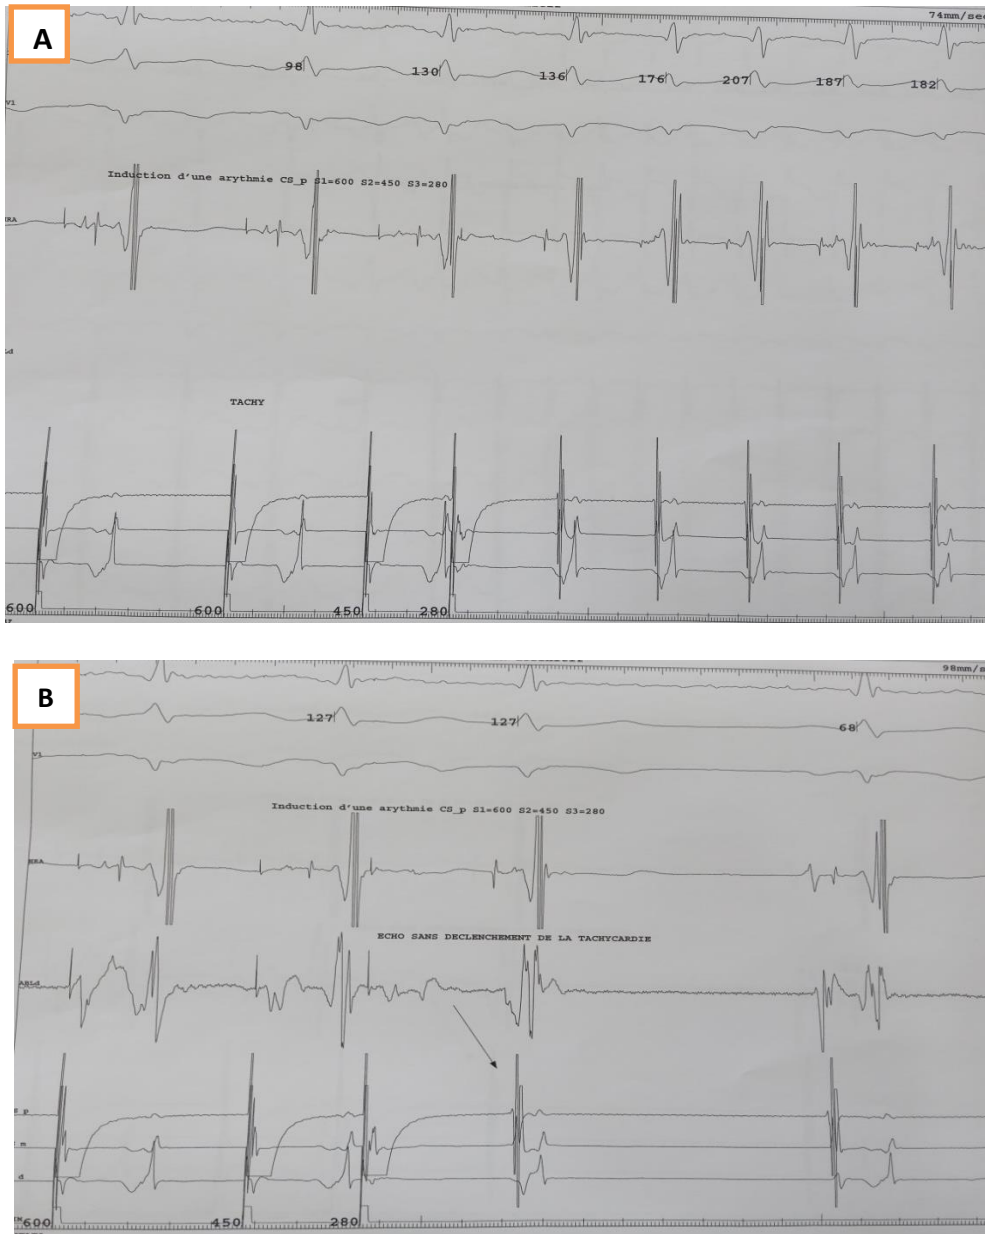 A
74mm/sec
98 130 136 176 207 187 182
V1
Induction d'une arythmie CS_p S1=600 S2=450 S3=280
HRA
TACHY
600 600 450 280
B
98mm/s
127 127 68
V1
Induction d'une arythmie CS_p S1=600 S2=450 S3=280
HRA
ECHO SANS DECLENCHEMENT DE LA TACHYCARDIE
ABLd
S_p
m
d
600 450 280